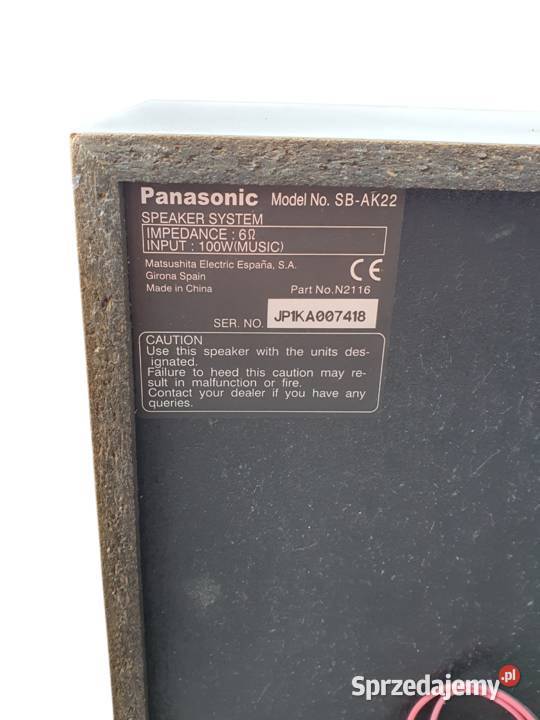 Panasonic Model No. SB-AK22
SPEAKER SYSTEM
IMPEDANCE : 6Ω
INPUT : 100W(MUSIC)
Matsushita Electric España, S.A.
Girona Spain
Made in China Part No.N2116
CE
SER. NO. JP1KA007418
CAUTION
Use this speaker with the units des-
ignated.
Failure to heed this caution may re-
sult in malfunction or fire.
Contact your dealer if you have any
queries.
Sprzedajemy.pl